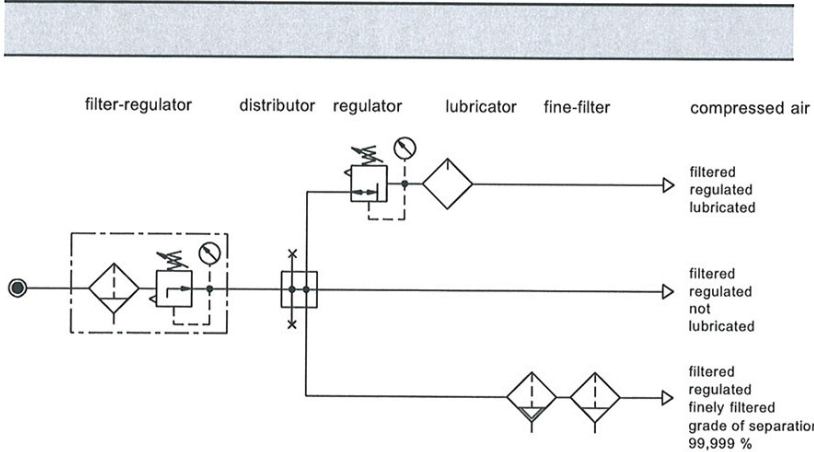 filter-regulator distributor regulator lubricator fine-filter compressed air
filtered
regulated
lubricated
filtered
regulated
not
lubricated
filtered
regulated
finely filtered
grade of separation
99,999 %